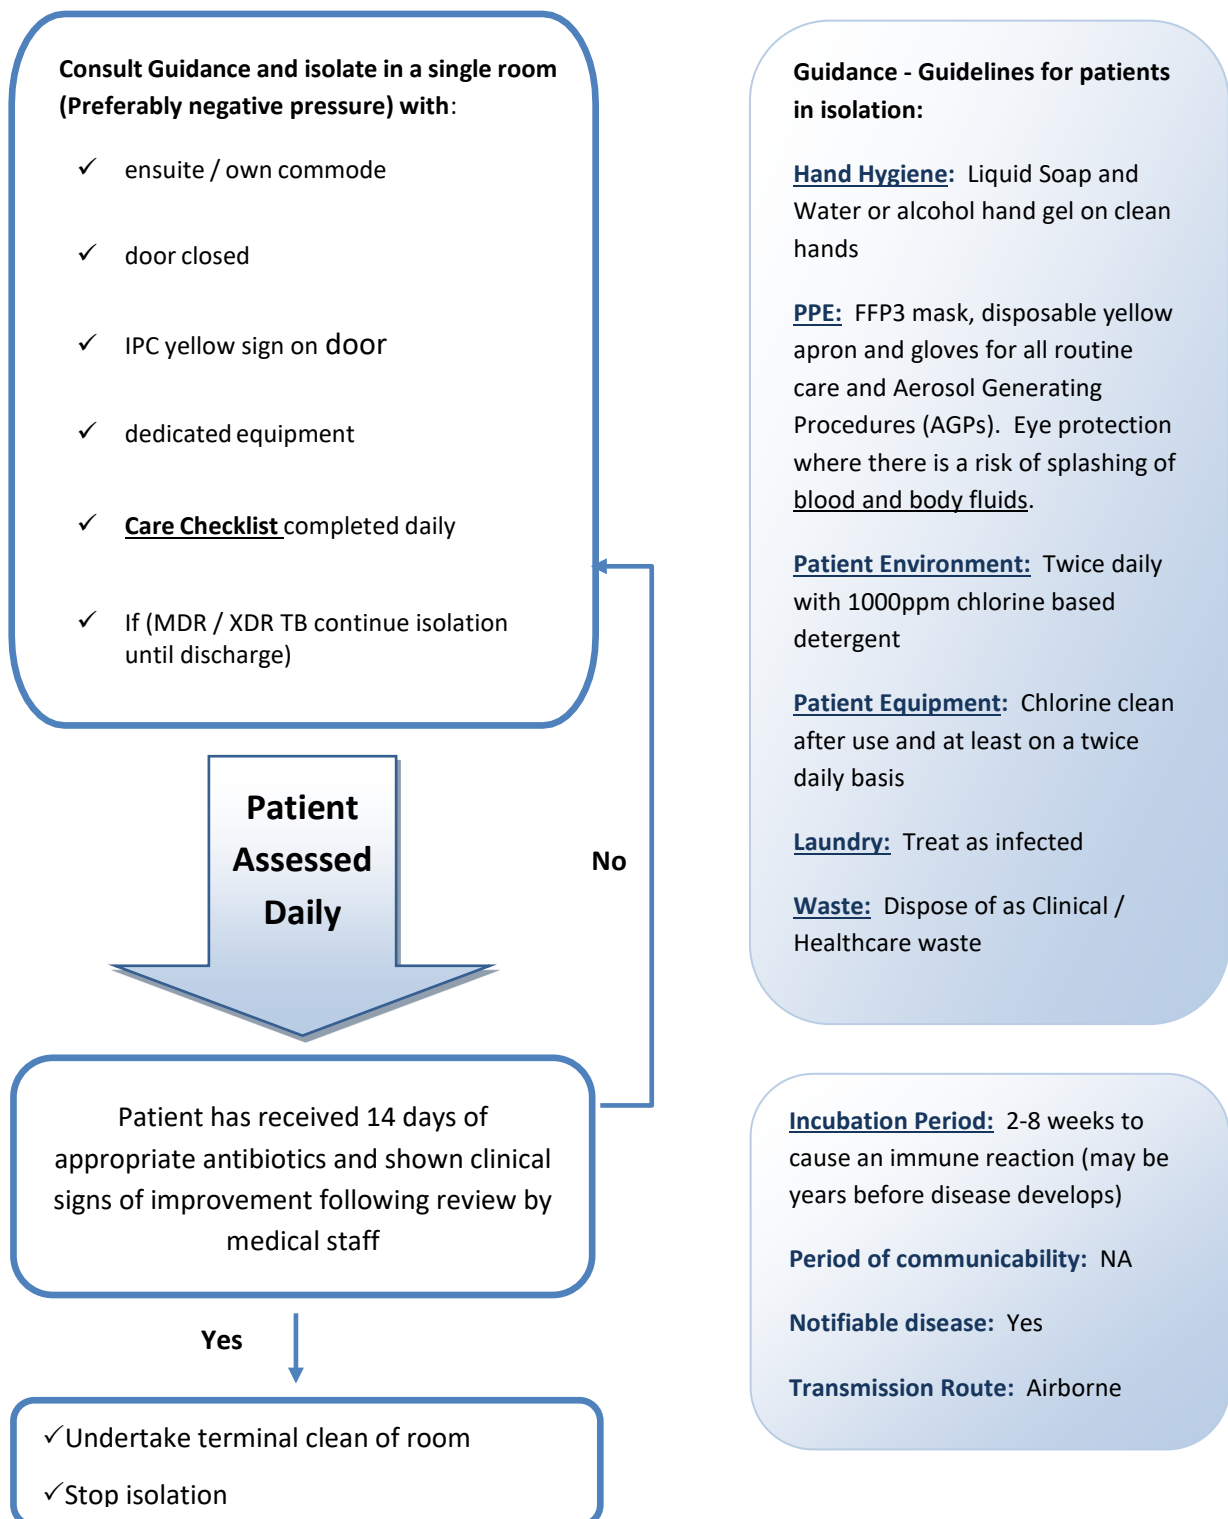 Consult Guidance and isolate in a single room
(Preferably negative pressure) with:
✓ ensuite / own commode
✓ door closed
✓ IPC yellow sign on door
✓ dedicated equipment
✓ Care Checklist completed daily
✓ If (MDR / XDR TB continue isolation
until discharge)
Patient
Assessed
Daily
No
Patient has received 14 days of
appropriate antibiotics and shown clinical
signs of improvement following review by
medical staff
Yes
✓Undertake terminal clean of room
✓Stop isolation
Guidance - Guidelines for patients
in isolation:
Hand Hygiene: Liquid Soap and
Water or alcohol hand gel on clean
hands
PPE: FFP3 mask, disposable yellow
apron and gloves for all routine
care and Aerosol Generating
Procedures (AGPs). Eye protection
where there is a risk of splashing of
blood and body fluids.
Patient Environment: Twice daily
with 1000ppm chlorine based
detergent
Patient Equipment: Chlorine clean
after use and at least on a twice
daily basis
Laundry: Treat as infected
Waste: Dispose of as Clinical /
Healthcare waste
Incubation Period: 2-8 weeks to
cause an immune reaction (may be
years before disease develops)
Period of communicability: NA
Notifiable disease: Yes
Transmission Route: Airborne